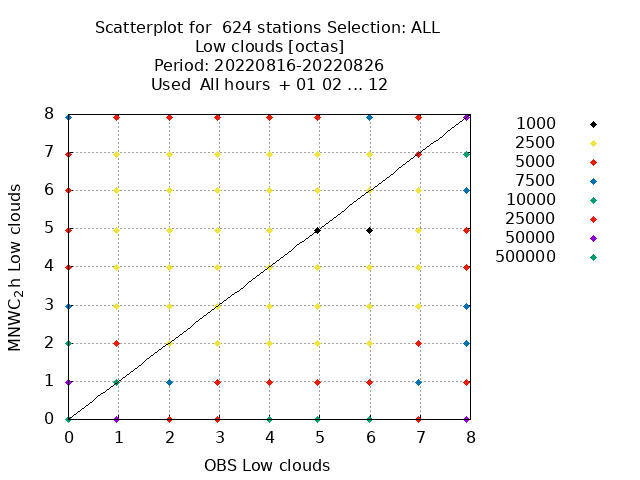 Scatterplot for  624 stations Selection: ALL
Low clouds [octas]
Period: 20220816-20220826
Used  All hours  + 01 02 ... 12
8
7
6
5
4
3
2
1
0
0 1 2 3 4 5 6 7 8
MNWC2h Low clouds
OBS Low clouds
1000
2500
5000
7500
10000
25000
50000
500000